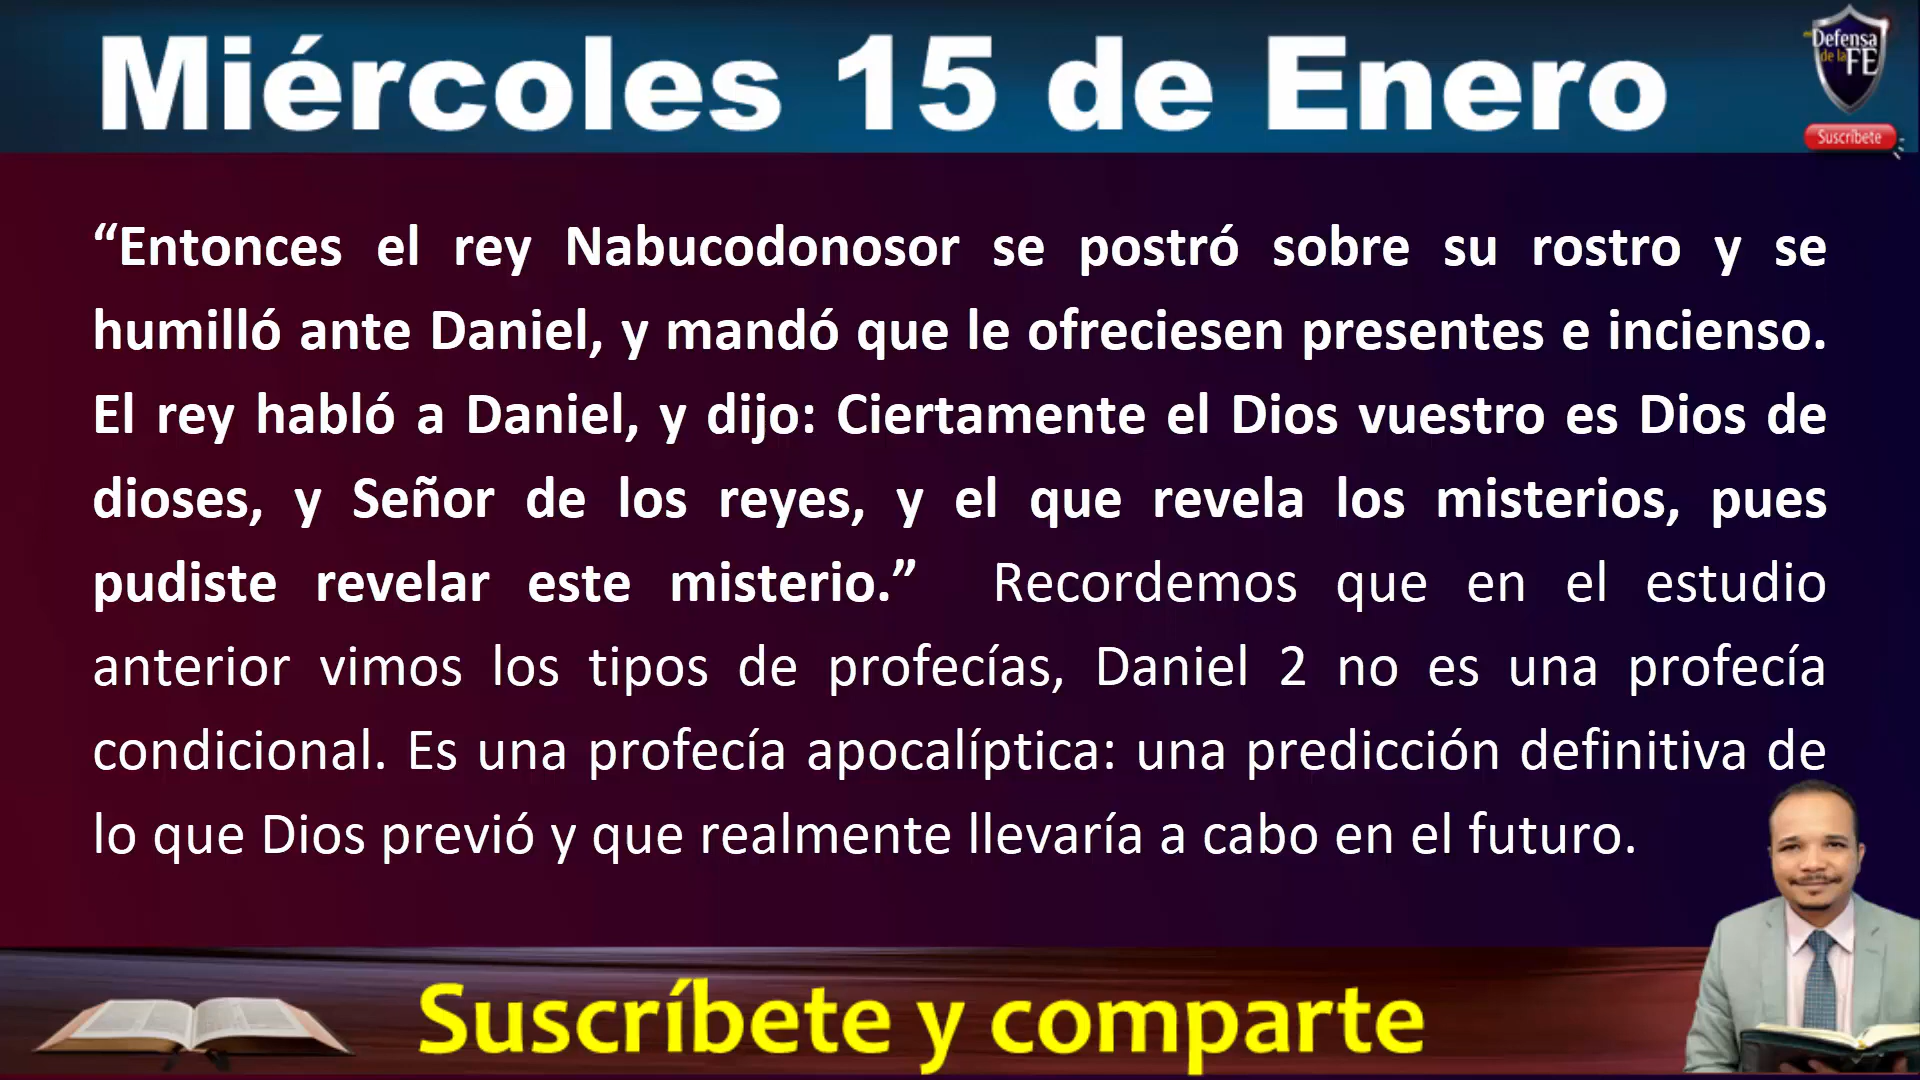 Miércoles 15 de Enero
Defensa
de la FE
Suscríbete
“Entonces el rey Nabucodonosor se postró sobre su rostro y se
humilló ante Daniel, y mandó que le ofreciesen presentes e incienso.
El rey habló a Daniel, y dijo: Ciertamente el Dios vuestro es Dios de
dioses, y Señor de los reyes, y el que revela los misterios, pues
pudiste revelar este misterio.” Recordemos que en el estudio
anterior vimos los tipos de profecías, Daniel 2 no es una profecía
condicional. Es una profecía apocalíptica: una predicción definitiva de
lo que Dios previó y que realmente llevaría a cabo en el futuro.
Suscríbete y comparte